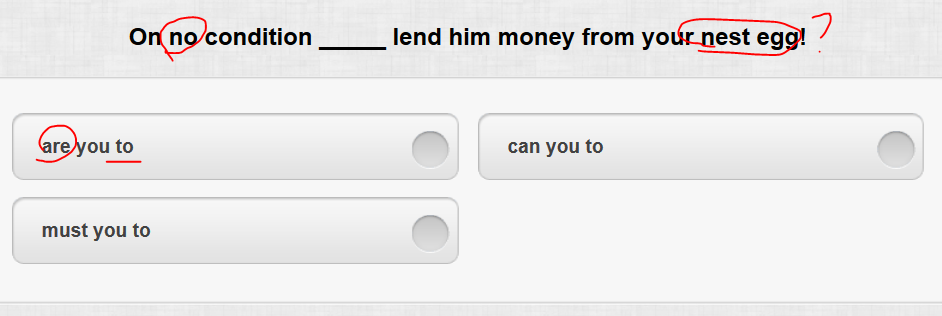 On no condition _____ lend him money from your nest egg! ?
are you to
can you to
must you to